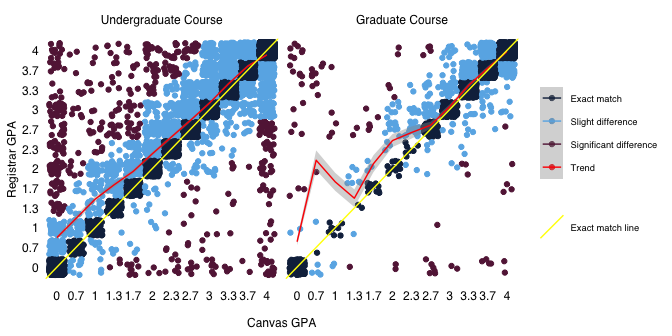 Undergraduate Course
Graduate Course
Registrar GPA
4
3.7
3.3
3
2.7
2.3
2
1.7
1.3
1
0.7
0
0 0.7 1 1.3 1.7 2 2.3 2.7 3 3.3 3.7 4
0 0.7 1 1.3 1.7 2 2.3 2.7 3 3.3 3.7 4
Canvas GPA
Exact match
Slight difference
Significant difference
Trend
Exact match line